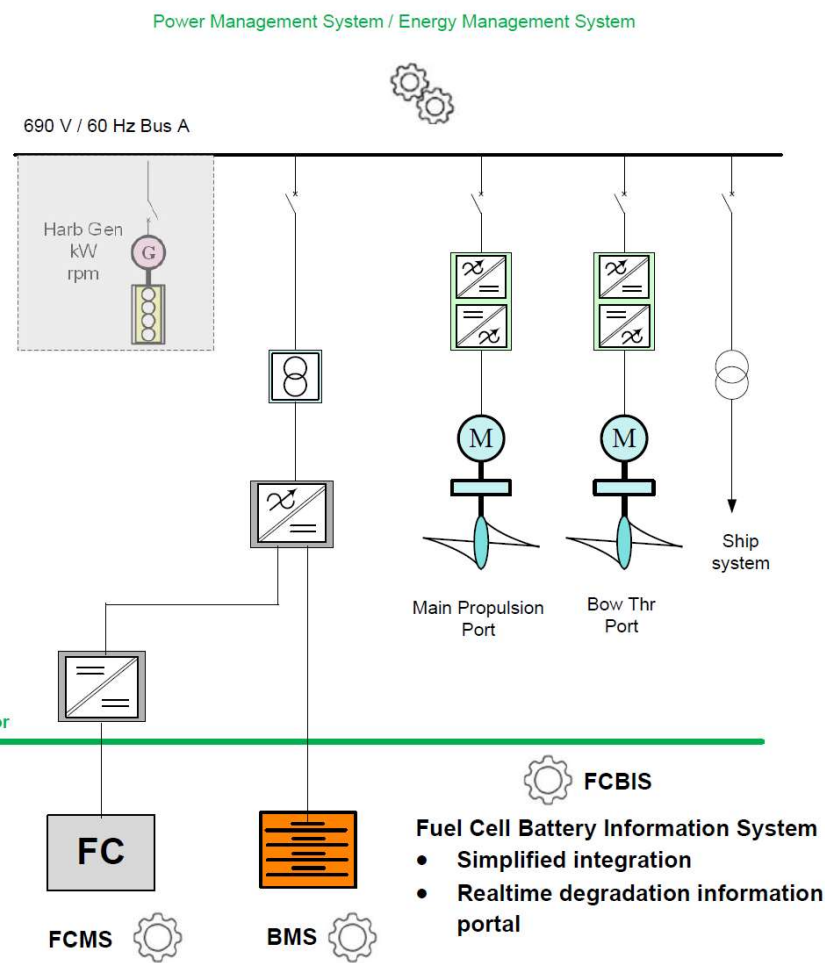 Power Management System / Energy Management System
690 V / 60 Hz Bus A
Harb Gen
kW
rpm
G
M
M
Ship
system
Main Propulsion
Port
Bow Thr
Port
or
FCBIS
FC
Fuel Cell Battery Information System
• Simplified integration
• Realtime degradation information
portal
FCMS
BMS